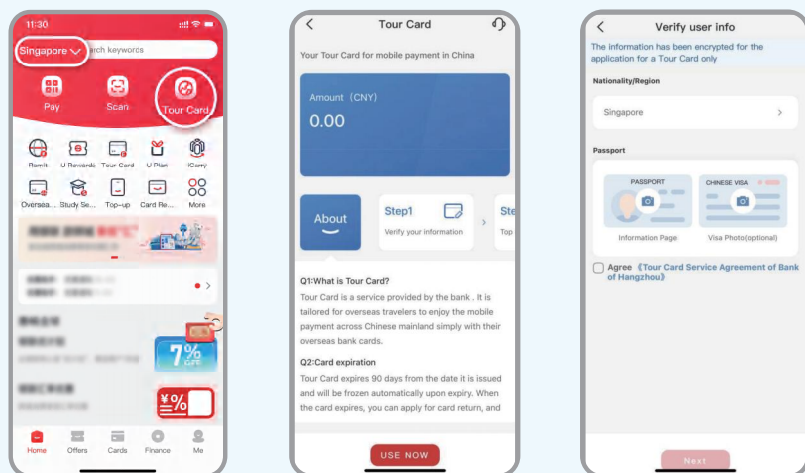 11:30
Singapore
arch keywords
Pay
Scan
Tour Card
Remit
U Rewards
Tour Card
U Plan
iCarry
Oversea...
Study Se...
Top-up
Card Re...
More
7%
OFF
¥%
Home
Offers
Cards
Finance
Me
Tour Card
Your Tour Card for mobile payment in China
Amount (CNY)
0.00
About
Step1
Verify your information
Ste
Top
Q1:What is Tour Card?
Tour Card is a service provided by the bank . It is
tailored for overseas travelers to enjoy the mobile
payment across Chinese mainland simply with their
overseas bank cards.
Q2:Card expiration
Tour Card expires 90 days from the date it is issued
and will be frozen automatically upon expiry. When
the card expires, you can apply for card return, and
USE NOW
Verify user info
The information has been encrypted for the
application for a Tour Card only
Nationality/Region
Singapore
Passport
PASSPORT
CHINESE VISA
Information Page
Visa Photo(optional)
Agree 《Tour Card Service Agreement of Bank
of Hangzhou》
Next